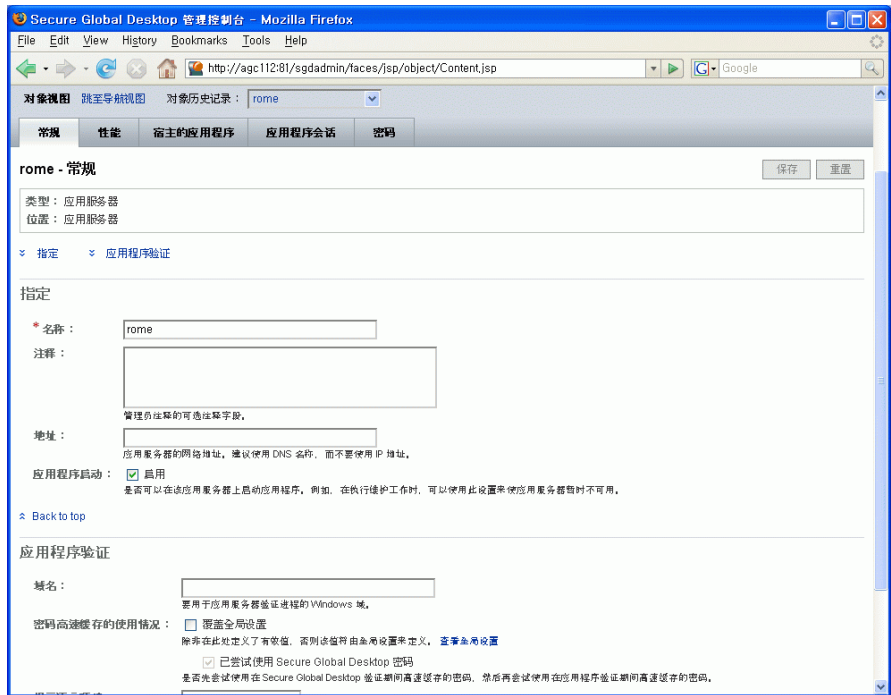 Secure Global Desktop 管理控制台 - Mozilla Firefox
File Edit View History Bookmarks Tools Help
http://agc112:81/sgdadmin/faces/jsp/object/Content.jsp
G Google
对象视图 跳至导航视图 对象历史记录： rome
常规 性能 宿主的应用程序 应用程序会话 密码
rome - 常规 保存 重置
类型： 应用服务器
位置： 应用服务器
指定 应用程序验证
指定
* 名称： rome
注释：
管理员注释的可选注释字段。
地址：
应用服务器的网络地址。建议使用 DNS 名称，而不要使用 IP 地址。
应用程序启动： 启用
是否可以在该应用服务器上启动应用程序。例如，在执行维护工作时，可以使用此设置来使应用服务器暂时不可用。
Back to top
应用程序验证
域名：
要用于应用服务器验证进程的 Windows 域。
密码高速缓存的使用情况： 覆盖全局设置
除非在此处定义了有效值，否则该值将由全局设置来定义。 查看全局设置
已尝试使用 Secure Global Desktop 密码
是否先尝试使用在 Secure Global Desktop 验证期间高速缓存的密码，然后再尝试使用在应用程序验证期间高速缓存的密码。